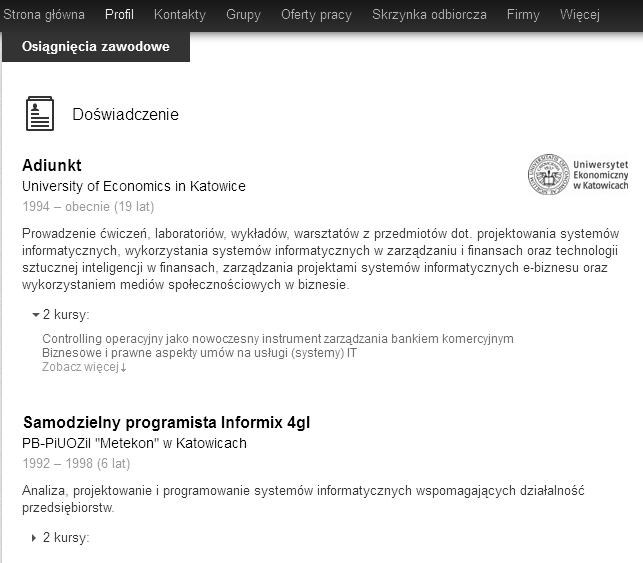 Strona główna Profil Kontakty Grupy Oferty pracy Skrzynka odbiorcza Firmy Więcej
Osiągnięcia zawodowe
Doświadczenie
Adiunkt
University of Economics in Katowice
1994 – obecnie (19 lat)
Uniwersytet
Ekonomiczny
w Katowicach
Prowadzenie ćwiczeń, laboratoriów, wykładów, warsztatów z przedmiotów dot. projektowania systemów
informatycznych, wykorzystania systemów informatycznych w zarządzaniu i finansach oraz technologii
sztucznej inteligencji w finansach, zarządzania projektami systemów informatycznych e-biznesu oraz
wykorzystaniem mediów społecznościowych w biznesie.
2 kursy:
Controlling operacyjny jako nowoczesny instrument zarządzania bankiem komercyjnym
Biznesowe i prawne aspekty umów na usługi (systemy) IT
Zobacz więcej↓
Samodzielny programista Informix 4gl
PB-PiUOZiI "Metekon" w Katowicach
1992 – 1998 (6 lat)
Analiza, projektowanie i programowanie systemów informatycznych wspomagających działalność
przedsiębiorstw.
2 kursy: